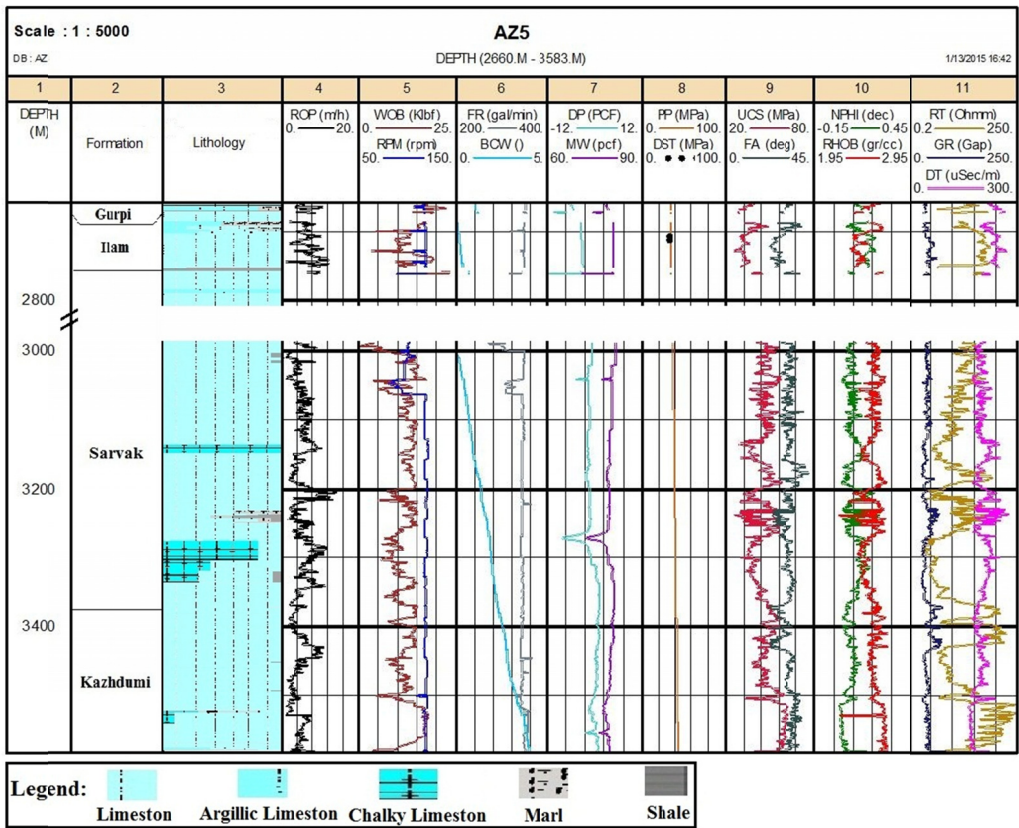 Scale : 1 : 5000
AZ5
DB : AZ
DEPTH (2660.M - 3583.M)
1/13/2015 16:42
1 2 3 4 5 6 7 8 9 10 11
DEPTH (M)
Formation
Lithology
ROP (m/h)
0. 20.
WOB (Klbf)
0. 25.
RPM (rpm)
50. 150.
FR (gal/min)
200. 400.
BCW ()
0. 5.
DP (PCF)
-12. 12.
MW (pcf)
60. 90.
PP (MPa)
0. 100.
DST (MPa)
0. 100.
UCS (MPa)
20. 80.
FA (deg)
0. 45.
NPHI (dec)
-0.15 0.45
RHOB (gr/cc)
1.95 2.95
RT (Ohmm)
0.2 250.
GR (Gap)
0. 250.
DT (uSec/m)
0. 300.
Gurpi
Ilam
2800
3000
Sarvak
3200
3400
Kazhdumi
Legend:
Limeston
Argillic Limeston
Chalky Limeston
Marl
Shale